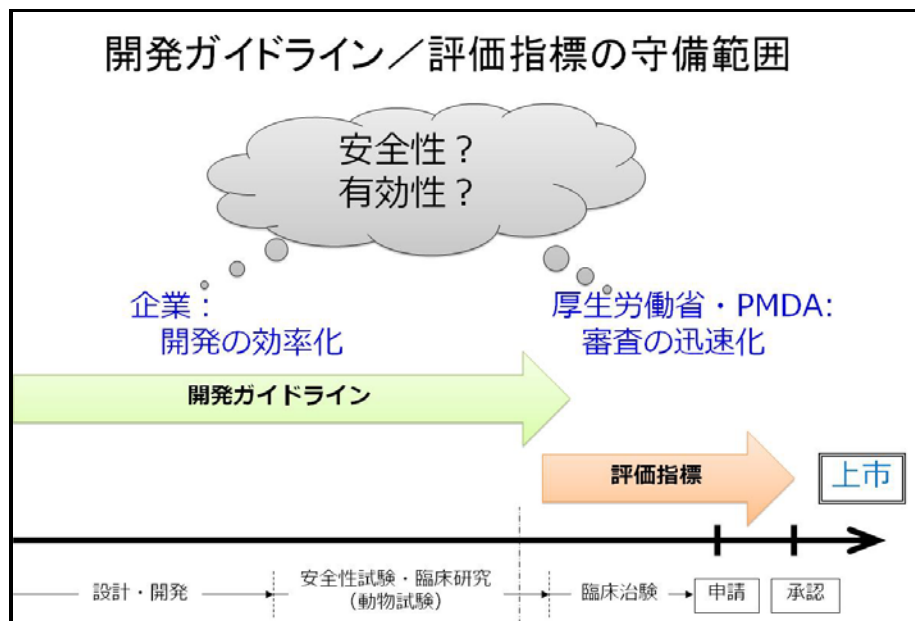 開発ガイドライン／評価指標の守備範囲
安全性？
有効性？
企業：
開発の効率化
厚生労働省・PMDA:
審査の迅速化
開発ガイドライン
評価指標
上市
設計・開発
安全性試験・臨床研究
(動物試験)
臨床治験
申請
承認